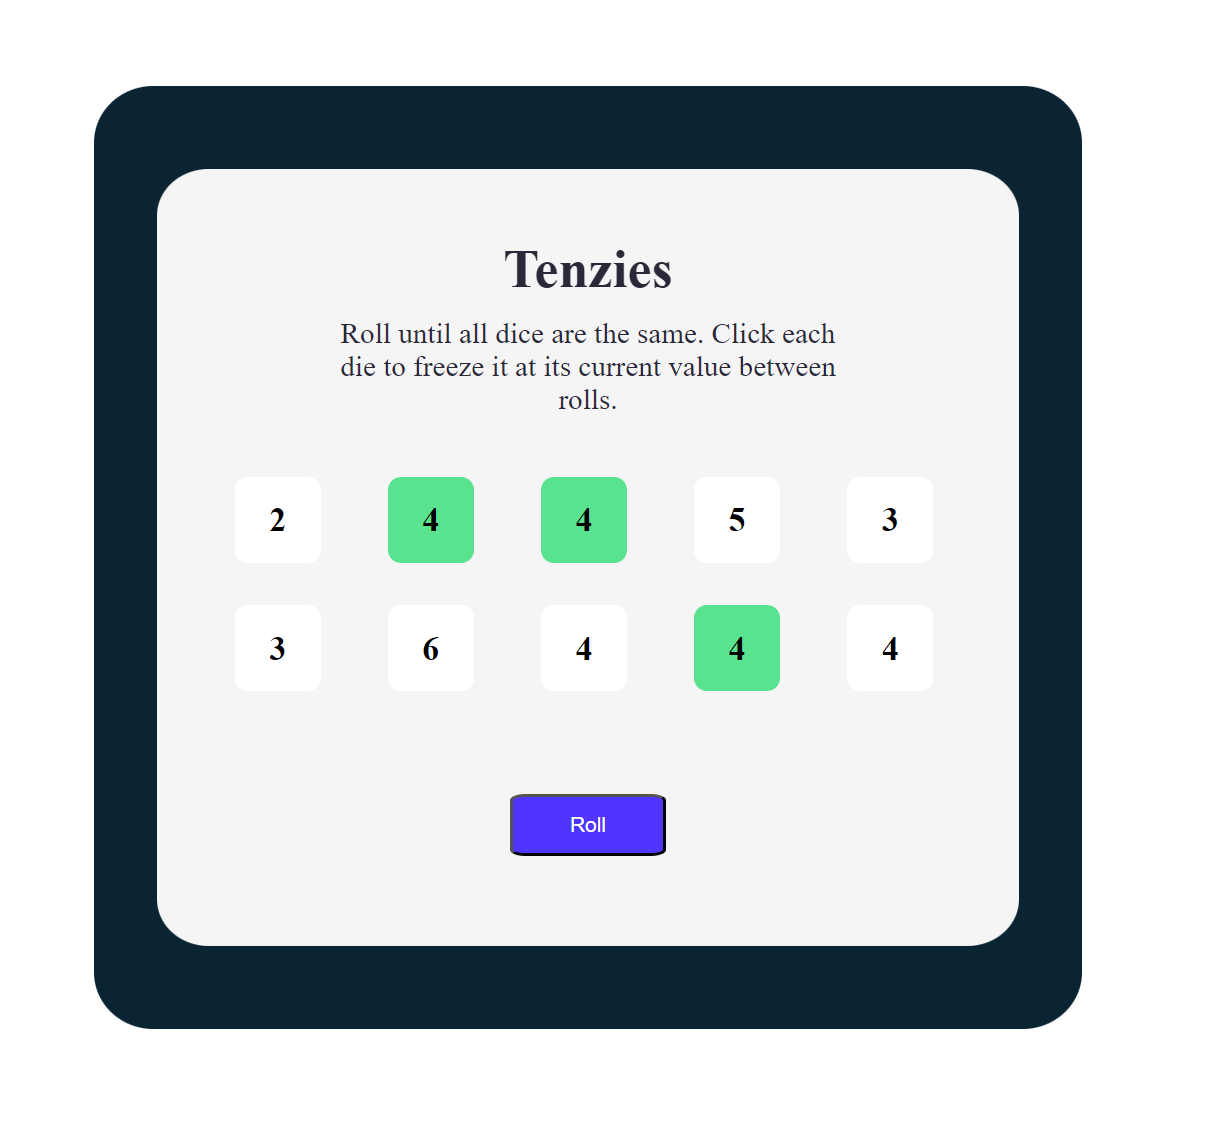 Tenzies
Roll until all dice are the same. Click each
die to freeze it at its current value between
rolls.
2 4 4 5 3
3 6 4 4 4
Roll